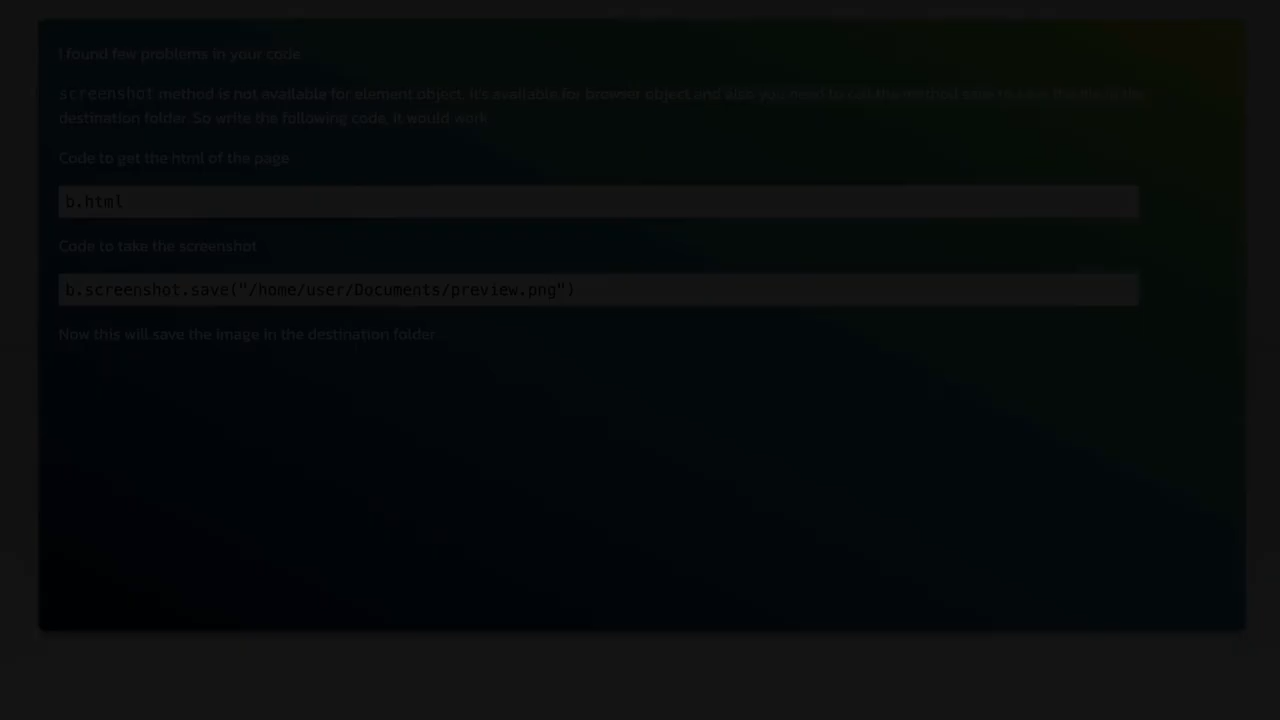 I found few problems in your code
screenshot method is not available for element object. It's available for browser object and also you need to call the method save to save the file in the
destination folder. So write the following code, it would work
Code to get the html of the page
b.html
Code to take the screenshot
b.screenshot.save("/home/user/Documents/preview.png")
Now this will save the image in the destination folder.